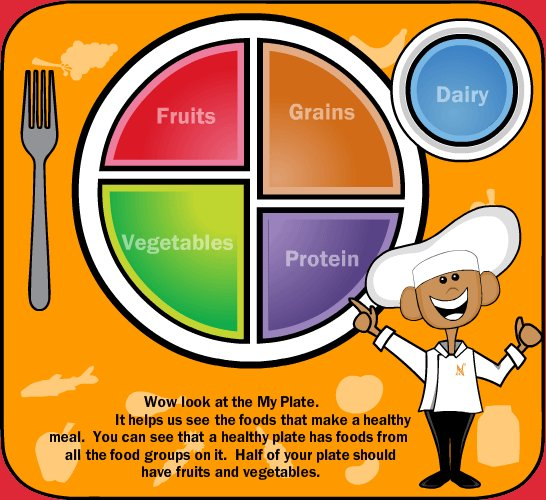 Fruits
Grains
Dairy
Vegetables
Protein
N
Wow look at the My Plate.
It helps us see the foods that make a healthy
meal. You can see that a healthy plate has foods from
all the food groups on it. Half of your plate should
have fruits and vegetables.